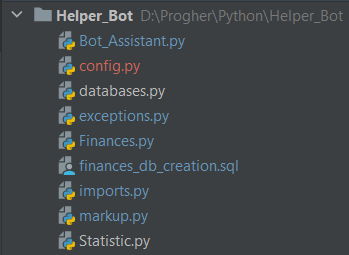 Helper_Bot D:\Progher\Python\Helper_Bot
Bot_Assistant.py
config.py
databases.py
exceptions.py
Finances.py
finances_db_creation.sql
imports.py
markup.py
Statistic.py